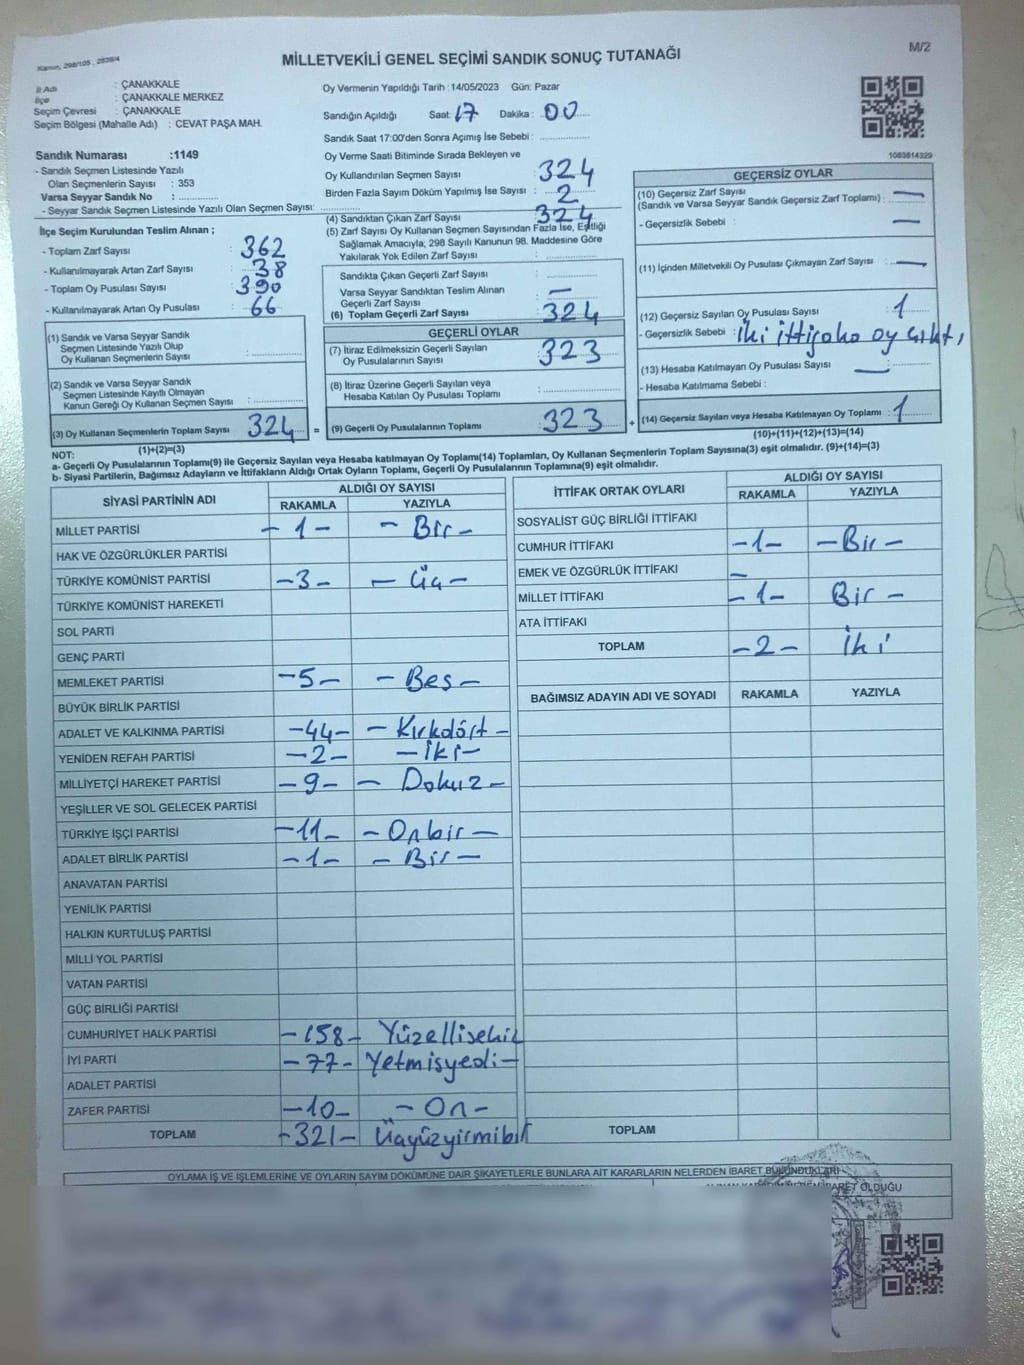 Kanun, 298/105 , 2839/4
MİLLETVEKİLİ GENEL SEÇİMİ SANDIK SONUÇ TUTANAĞI
M/2
İl Adı : ÇANAKKALE
İlçe : ÇANAKKALE MERKEZ
Seçim Çevresi : ÇANAKKALE
Seçim Bölgesi (Mahalle Adı) : CEVAT PAŞA MAH.
Sandık Numarası :1149
- Sandık Seçmen Listesinde Yazılı
Olan Seçmenlerin Sayısı : 353
Varsa Seyyar Sandık No :
- Seyyar Sandık Seçmen Listesinde Yazılı Olan Seçmen Sayısı:
Oy Vermenin Yapıldığı Tarih :14/05/2023 Gün: Pazar
Sandığın Açıldığı Saat: 17 Dakika : 00
Sandık Saat 17:00'den Sonra Açımış İse Sebebi :
Oy Verme Saati Bitiminde Sırada Bekleyen ve
Oy Kullandırılan Seçmen Sayısı : 324
Birden Fazla Sayım Döküm Yapılmış İse Sayısı : 2
(4) Sandıktan Çıkan Zarf Sayısı : 324
(5) Zarf Sayısı Oy Kullanan Seçmen Sayısından Fazla İse, Eşitliği
Sağlamak Amacıyla, 298 Sayılı Kanunun 98. Maddesine Göre
Yakılarak Yok Edilen Zarf Sayısı :
1083614329
İlçe Seçim Kurulundan Teslim Alınan ;
- Toplam Zarf Sayısı : 362
- Kullanılmayarak Artan Zarf Sayısı : 38
- Toplam Oy Pusulası Sayısı : 390
- Kullanılmayarak Artan Oy Pusulası : 66
(1) Sandık ve Varsa Seyyar Sandık
Seçmen Listesinde Yazılı Olup
Oy Kullanan Seçmenlerin Sayısı :
(2) Sandık ve Varsa Seyyar Sandık
Seçmen Listesinde Kayıtlı Olmayan
Kanun Gereği Oy Kullanan Seçmen Sayısı :
(3) Oy Kullanan Seçmenlerin Toplam Sayısı 324 =
(1)+(2)=(3)
Sandıkta Çıkan Geçerli Zarf Sayısı :
Varsa Seyyar Sandıktan Teslim Alınan
Geçerli Zarf Sayısı : —
(6) Toplam Geçerli Zarf Sayısı : 324
GEÇERLİ OYLAR
(7) İtiraz Edilmeksizin Geçerli Sayılan
Oy Pusulalarının Sayısı : 323
(8) İtiraz Üzerine Geçerli Sayılan veya
Hesaba Katılan Oy Pusulası Toplamı :
(9) Geçerli Oy Pusulalarının Toplamı : 323 +
GEÇERSİZ OYLAR
(10) Geçersiz Zarf Sayısı
(Sandık ve Varsa Seyyar Sandık Geçersiz Zarf Toplamı) : —
- Geçersizlik Sebebi : —
(11) İçinden Milletvekili Oy Pusulası Çıkmayan Zarf Sayısı : —
(12) Geçersiz Sayılan Oy Pusulası Sayısı : 1
- Geçersizlik Sebebi : iki ittifaka oy çıktı,
(13) Hesaba Katılmayan Oy Pusulası Sayısı : —
- Hesaba Katılmama Sebebi :
(14) Geçersiz Sayılan veya Hesaba Katılmayan Oy Toplamı : 1
(10)+(11)+(12)+(13)=(14)
NOT:
a- Geçerli Oy Pusulalarının Toplamı(9) ile Geçersiz Sayılan veya Hesaba Katılmayan Oy Toplamı(14) Toplamları, Oy Kullanan Seçmenlerin Toplam Sayısına(3) eşit olmalıdır. (9)+(14)=(3)
b- Siyasi Partilerin, Bağımsız Adayların ve İttifakların Aldığı Ortak Oyların Toplamı, Geçerli Oy Pusulalarının Toplamına(9) eşit olmalıdır.
SİYASİ PARTİNİN ADI ALDIĞI OY SAYISI
RAKAMLA YAZIYLA
MİLLET PARTİSİ - 1 - - Bir -
HAK VE ÖZGÜRLÜKLER PARTİSİ
TÜRKİYE KOMÜNİST PARTİSİ -3- - Üç -
TÜRKİYE KOMÜNİST HAREKETİ
SOL PARTİ
GENÇ PARTİ
MEMLEKET PARTİSİ -5- - Beş -
BÜYÜK BİRLİK PARTİSİ
ADALET VE KALKINMA PARTİSİ -44- - Kırkdört -
YENİDEN REFAH PARTİSİ -2- - iki -
MİLLİYETÇİ HAREKET PARTİSİ -9- - Dokuz -
YEŞİLLER VE SOL GELECEK PARTİSİ
TÜRKİYE İŞÇİ PARTİSİ -11- - Onbir -
ADALET BİRLİK PARTİSİ -1- - Bir -
ANAVATAN PARTİSİ
YENİLİK PARTİSİ
HALKIN KURTULUŞ PARTİSİ
MİLLİ YOL PARTİSİ
VATAN PARTİSİ
GÜÇ BİRLİĞİ PARTİSİ
CUMHURİYET HALK PARTİSİ -158- Yüzellisekiz
İYİ PARTİ -77- Yetmişyedi -
ADALET PARTİSİ
ZAFER PARTİSİ -10- - On -
TOPLAM -321- Üçyüzyirmibir
İTTİFAK ORTAK OYLARI ALDIĞI OY SAYISI
RAKAMLA YAZIYLA
SOSYALİST GÜÇ BİRLİĞİ İTTİFAKI
CUMHUR İTTİFAKI -1- - Bir -
EMEK VE ÖZGÜRLÜK İTTİFAKI —
MİLLET İTTİFAKI -1- Bir -
ATA İTTİFAKI
TOPLAM -2- İki
BAĞIMSIZ ADAYIN ADI VE SOYADI RAKAMLA YAZIYLA
TOPLAM
OYLAMA İŞ VE İŞLEMLERİNE VE OYLARIN SAYIM DÖKÜMÜNE DAİR ŞİKAYETLERLE BUNLARA AİT KARARLARIN NELERDEN İBARET BULUNDUKLARI
İBARET OLDUĞU